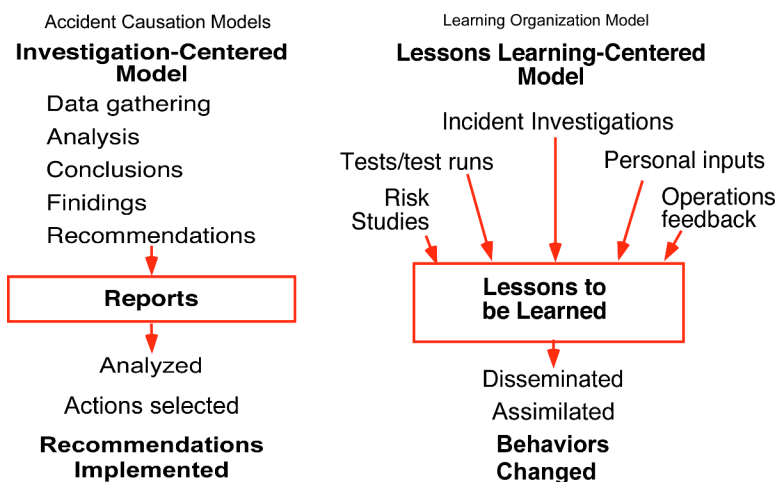 Accident Causation Models
Investigation-Centered
Model
Data gathering
Analysis
Conclusions
Finidings
Recommendations
Reports
Analyzed
Actions selected
Recommendations
Implemented
Learning Organization Model
Lessons Learning-Centered
Model
Incident Investigations
Tests/test runs
Personal inputs
Risk
Studies
Operations
feedback
Lessons to
be Learned
Disseminated
Assimilated
Behaviors
Changed